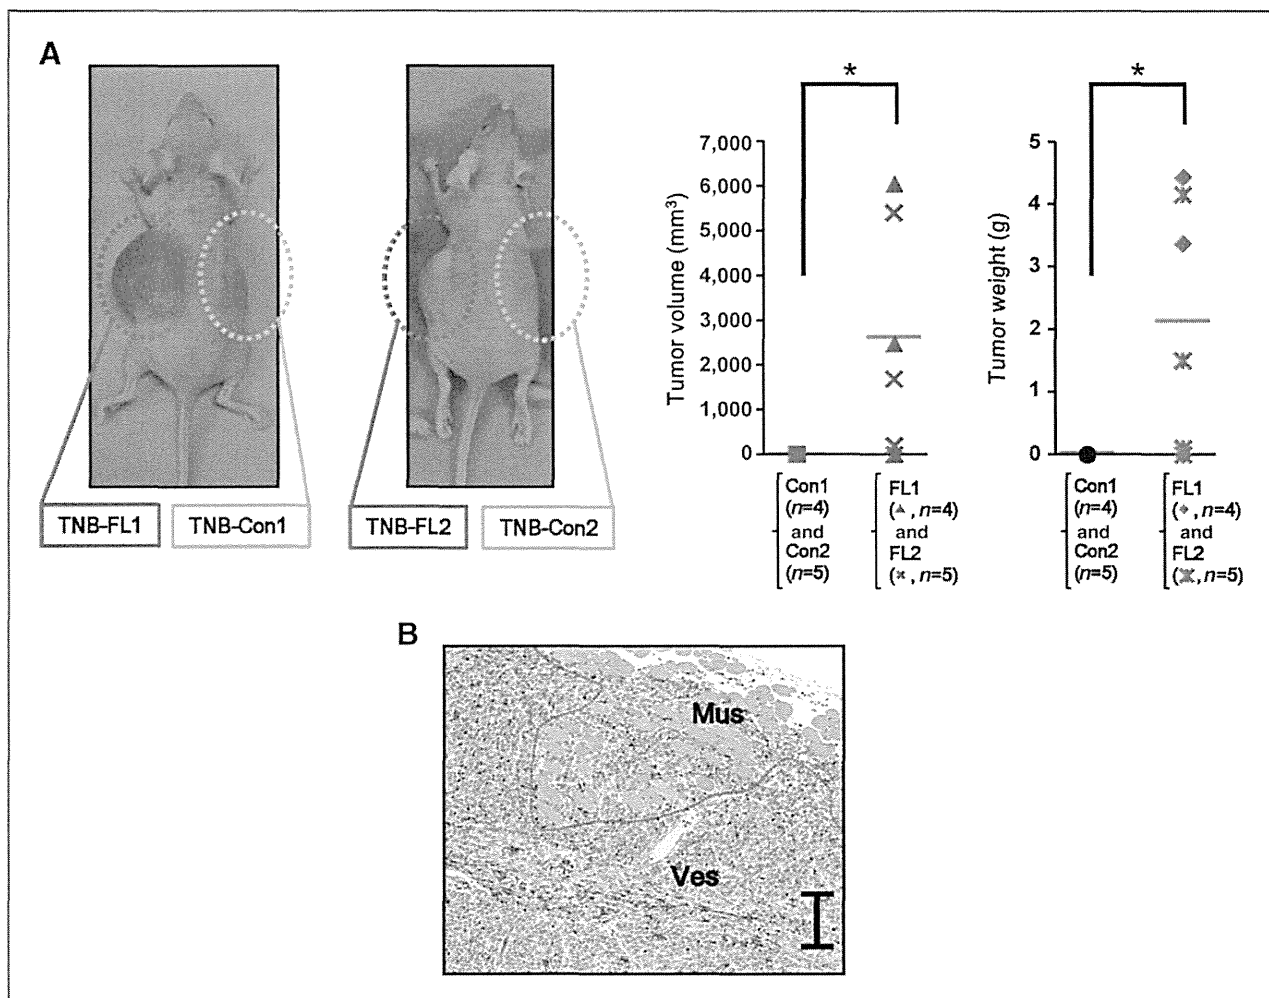 A
TNB-FL1
TNB-Con1
TNB-FL2
TNB-Con2
*
Tumor volume (mm³)
7,000
6,000
5,000
4,000
3,000
2,000
1,000
0
Con1
(n=4)
and
Con2
(n=5)
FL1
(▲, n=4)
and
FL2
(×, n=5)
*
Tumor weight (g)
5
4
3
2
1
0
Con1
(n=4)
and
Con2
(n=5)
FL1
(◆, n=4)
and
FL2
(ж, n=5)
B
Mus
Ves